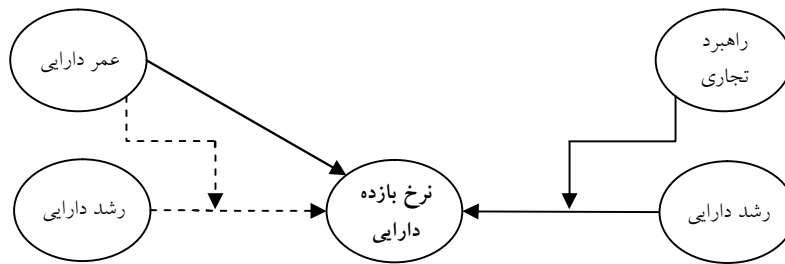 راهبرد
تجاری
عمر دارایی
نرخ بازده
دارایی
رشد دارایی
رشد دارایی